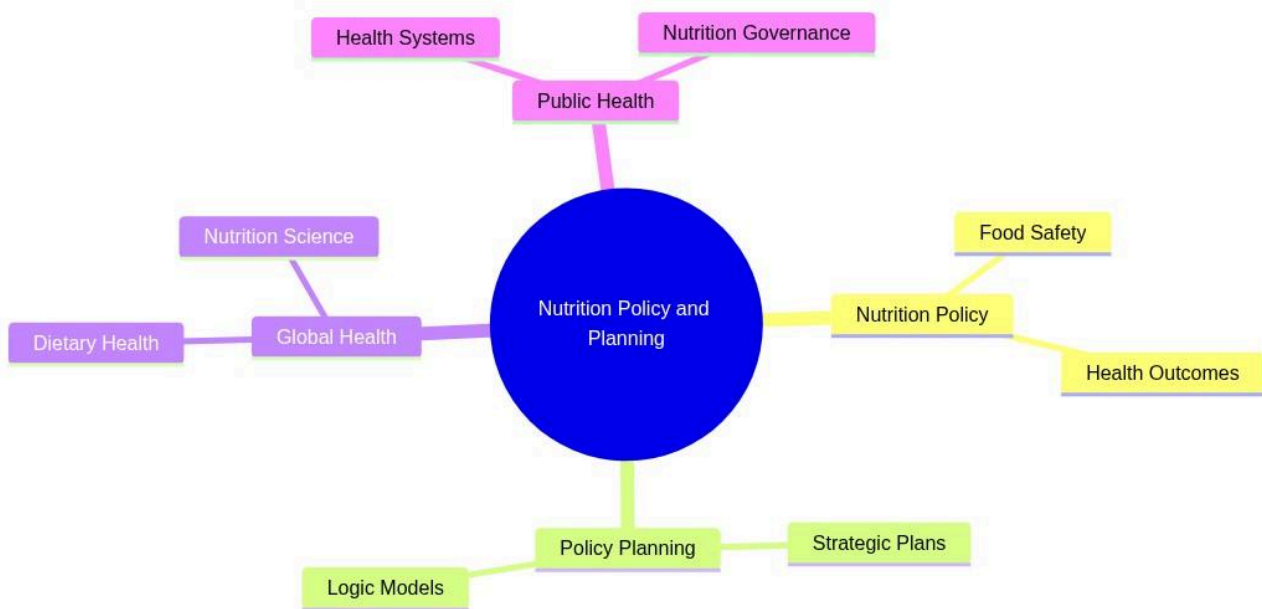 Health Systems
Nutrition Governance
Public Health
Nutrition Science
Food Safety
Dietary Health
Global Health
Nutrition Policy and
Planning
Nutrition Policy
Health Outcomes
Policy Planning
Strategic Plans
Logic Models